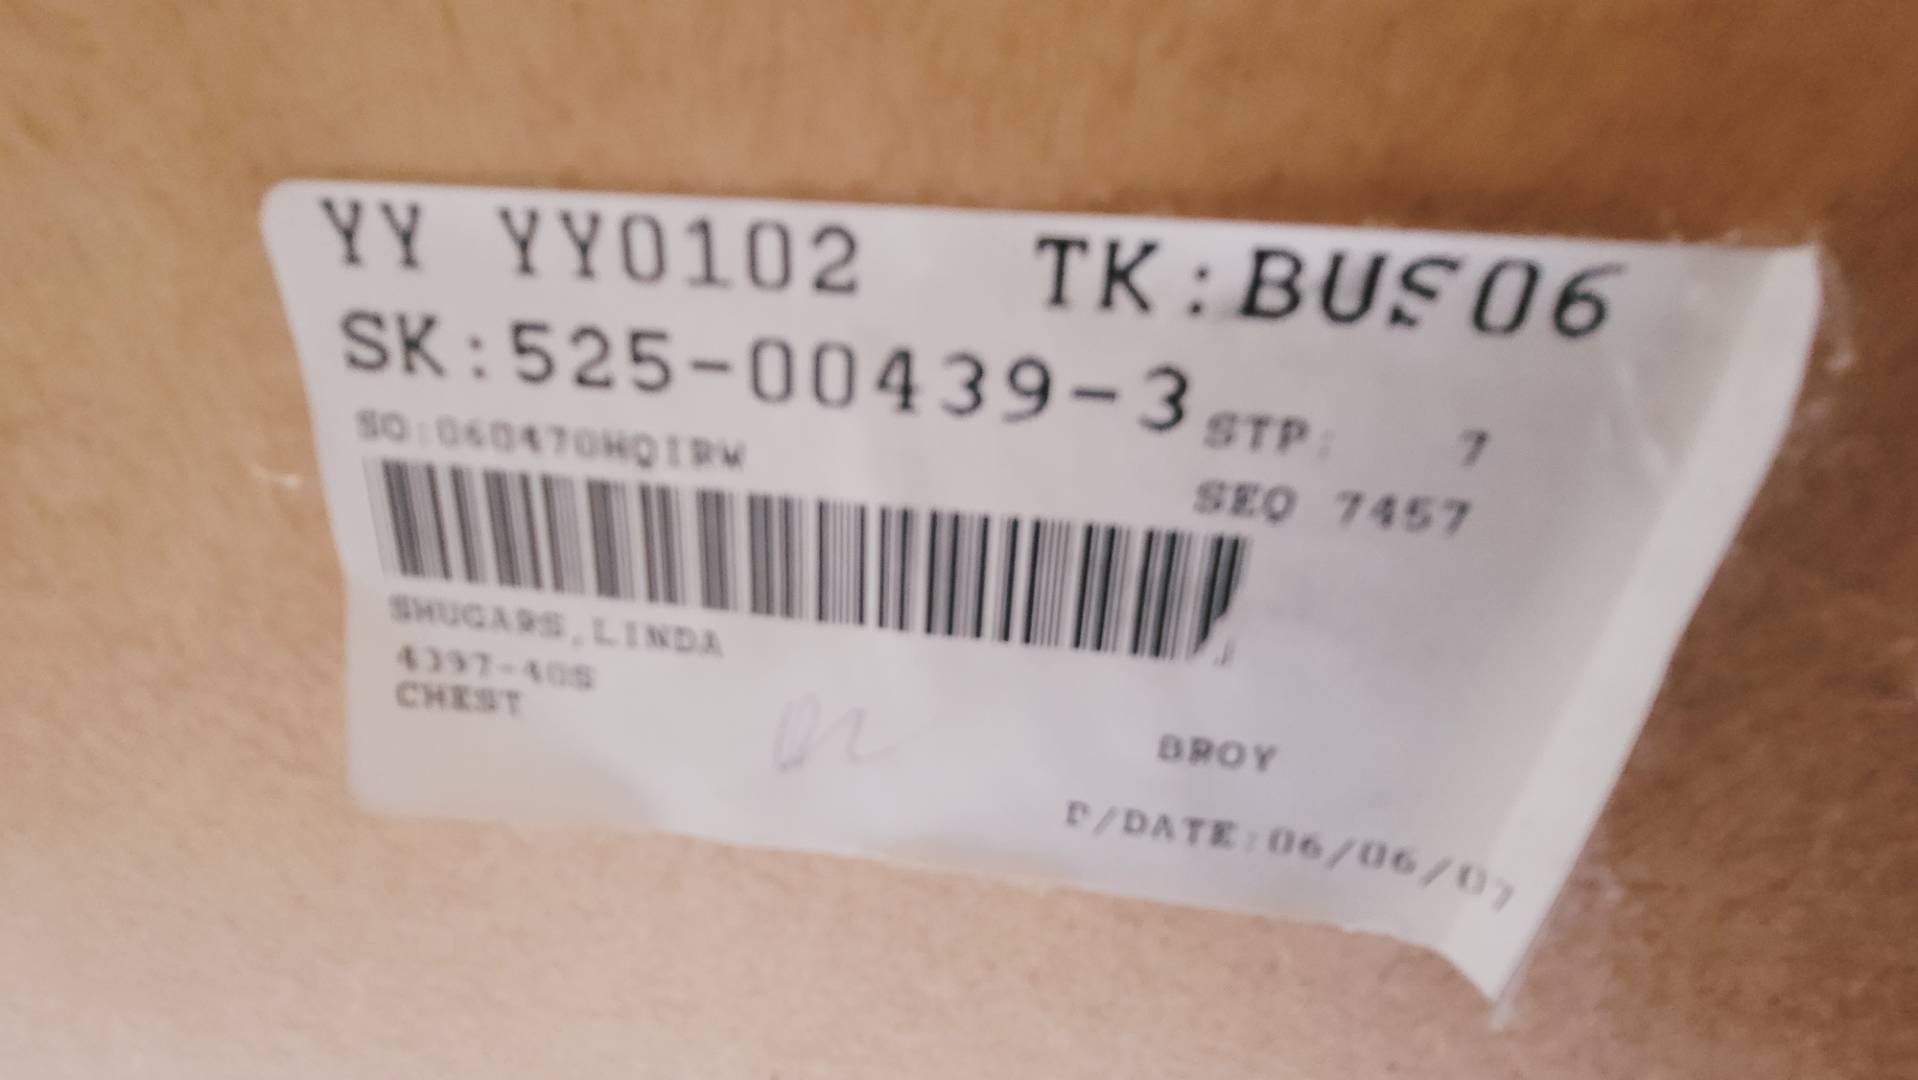 YY YY0102 TK:BUS06
SK:525-00439-3 STP: 7
SO:060470HQIRW
SEQ 7457
SHUGARS, LINDA
4397-40S
CHEST
BROY
P/DATE:06/06/07